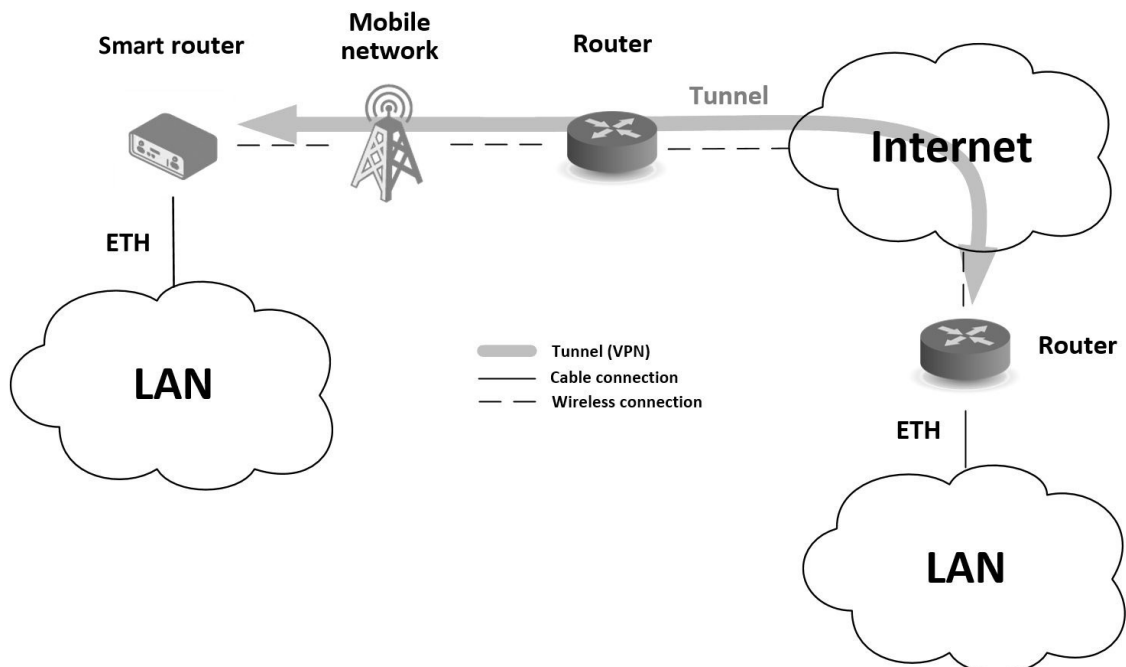 Smart router
Mobile
network
Router
Tunnel
Internet
ETH
LAN
Tunnel (VPN)
Cable connection
Wireless connection
Router
ETH
LAN